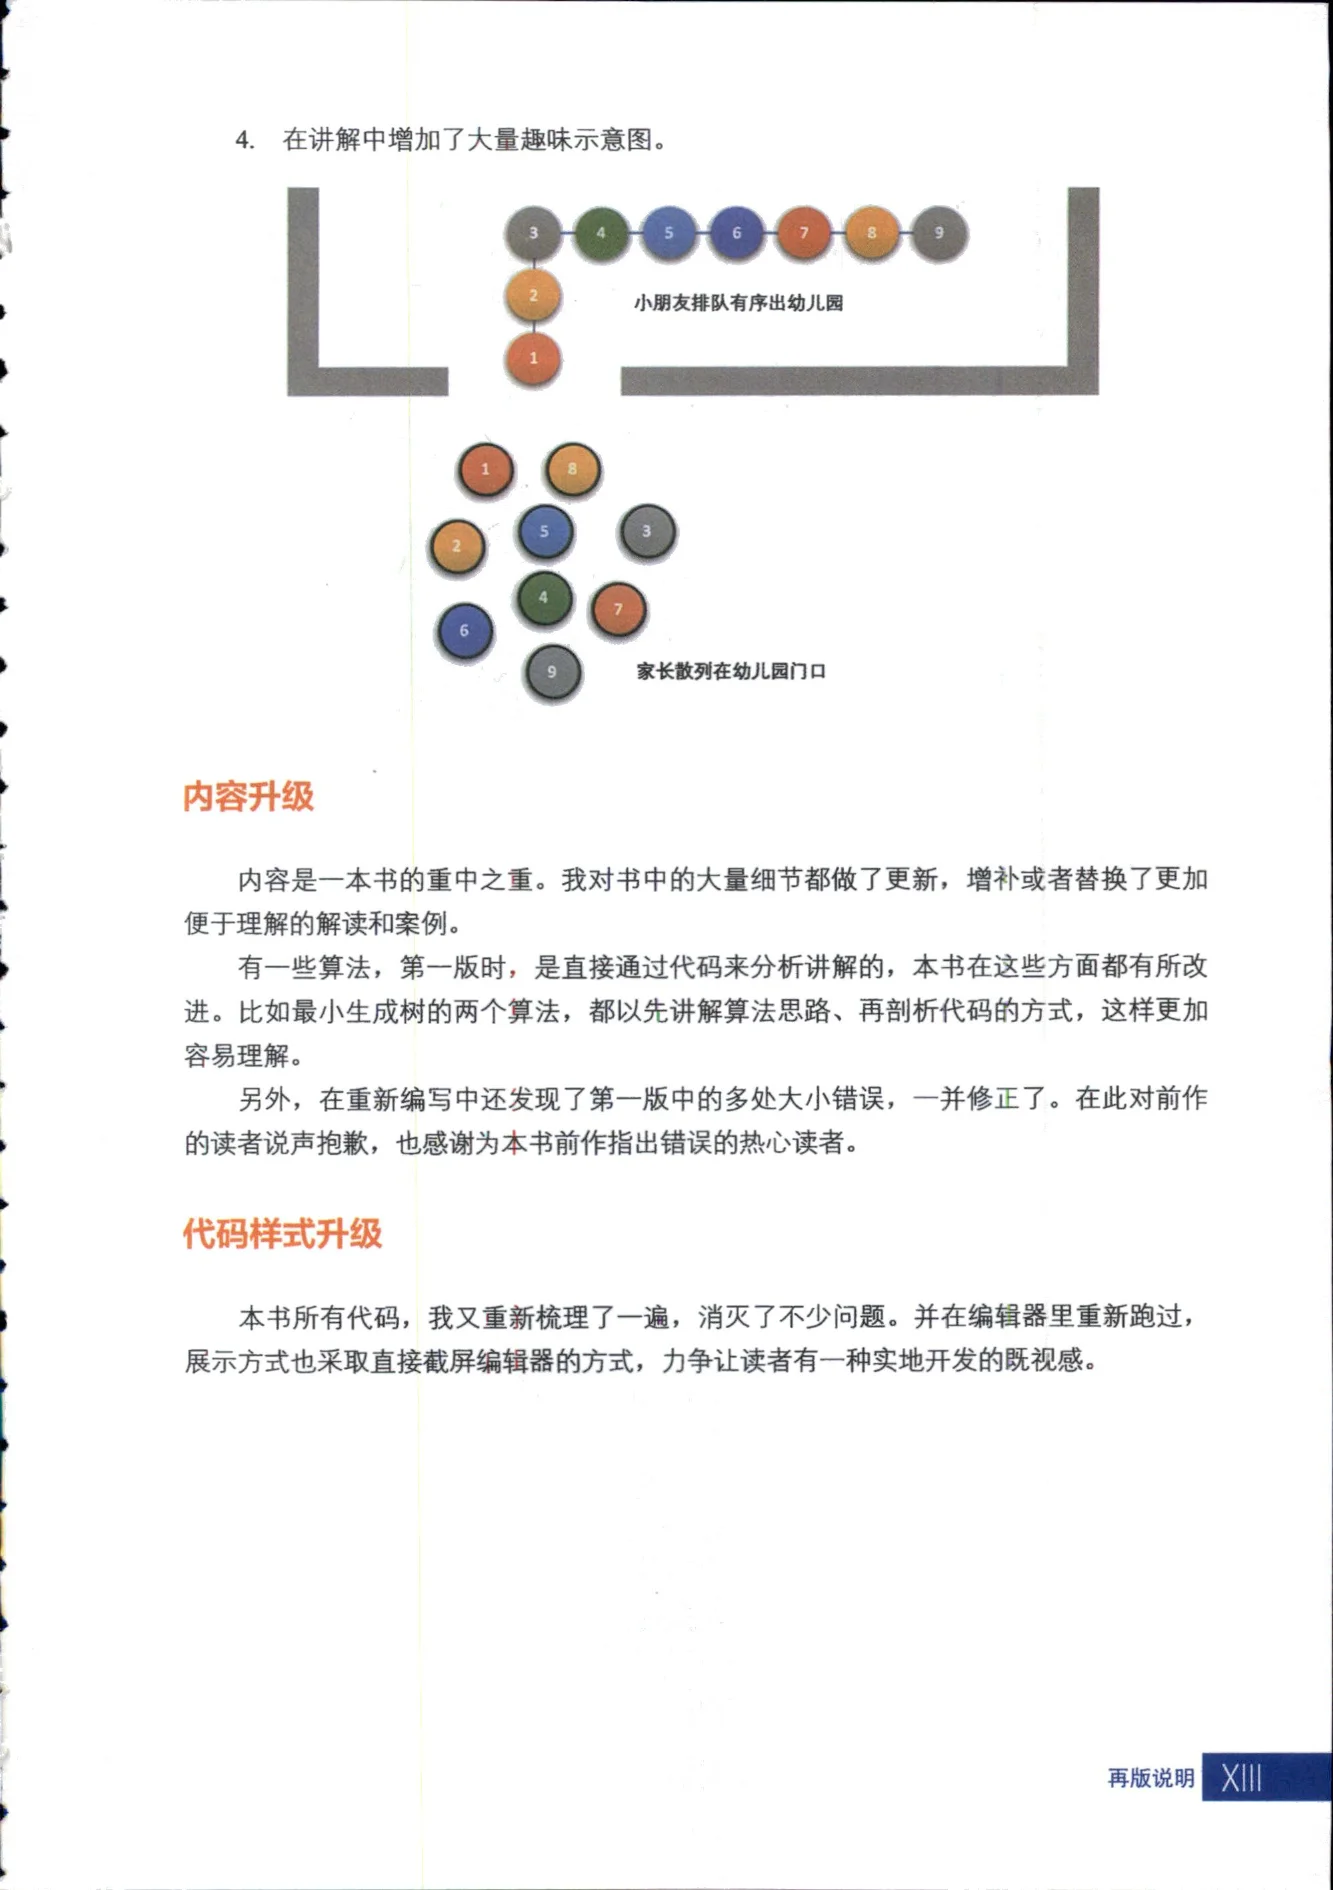 4. 在讲解中增加了大量趣味示意图。
3 4 5 6 7 8 9
2
小朋友排队有序出幼儿园
1
1 8
5 3
2
4 7
6
9
家长散列在幼儿园门口
内容升级
内容是一本书的重中之重。我对书中的大量细节都做了更新，增补或者替换了更加
便于理解的解读和案例。
有一些算法，第一版时，是直接通过代码来分析讲解的，本书在这些方面都有所改
进。比如最小生成树的两个算法，都以先讲解算法思路、再剖析代码的方式，这样更加
容易理解。
另外，在重新编写中还发现了第一版中的多处大小错误，一并修正了。在此对前作
的读者说声抱歉，也感谢为本书前作指出错误的热心读者。
代码样式升级
本书所有代码，我又重新梳理了一遍，消灭了不少问题。并在编辑器里重新跑过，
展示方式也采取直接截屏编辑器的方式，力争让读者有一种实地开发的既视感。
再版说明 XIII